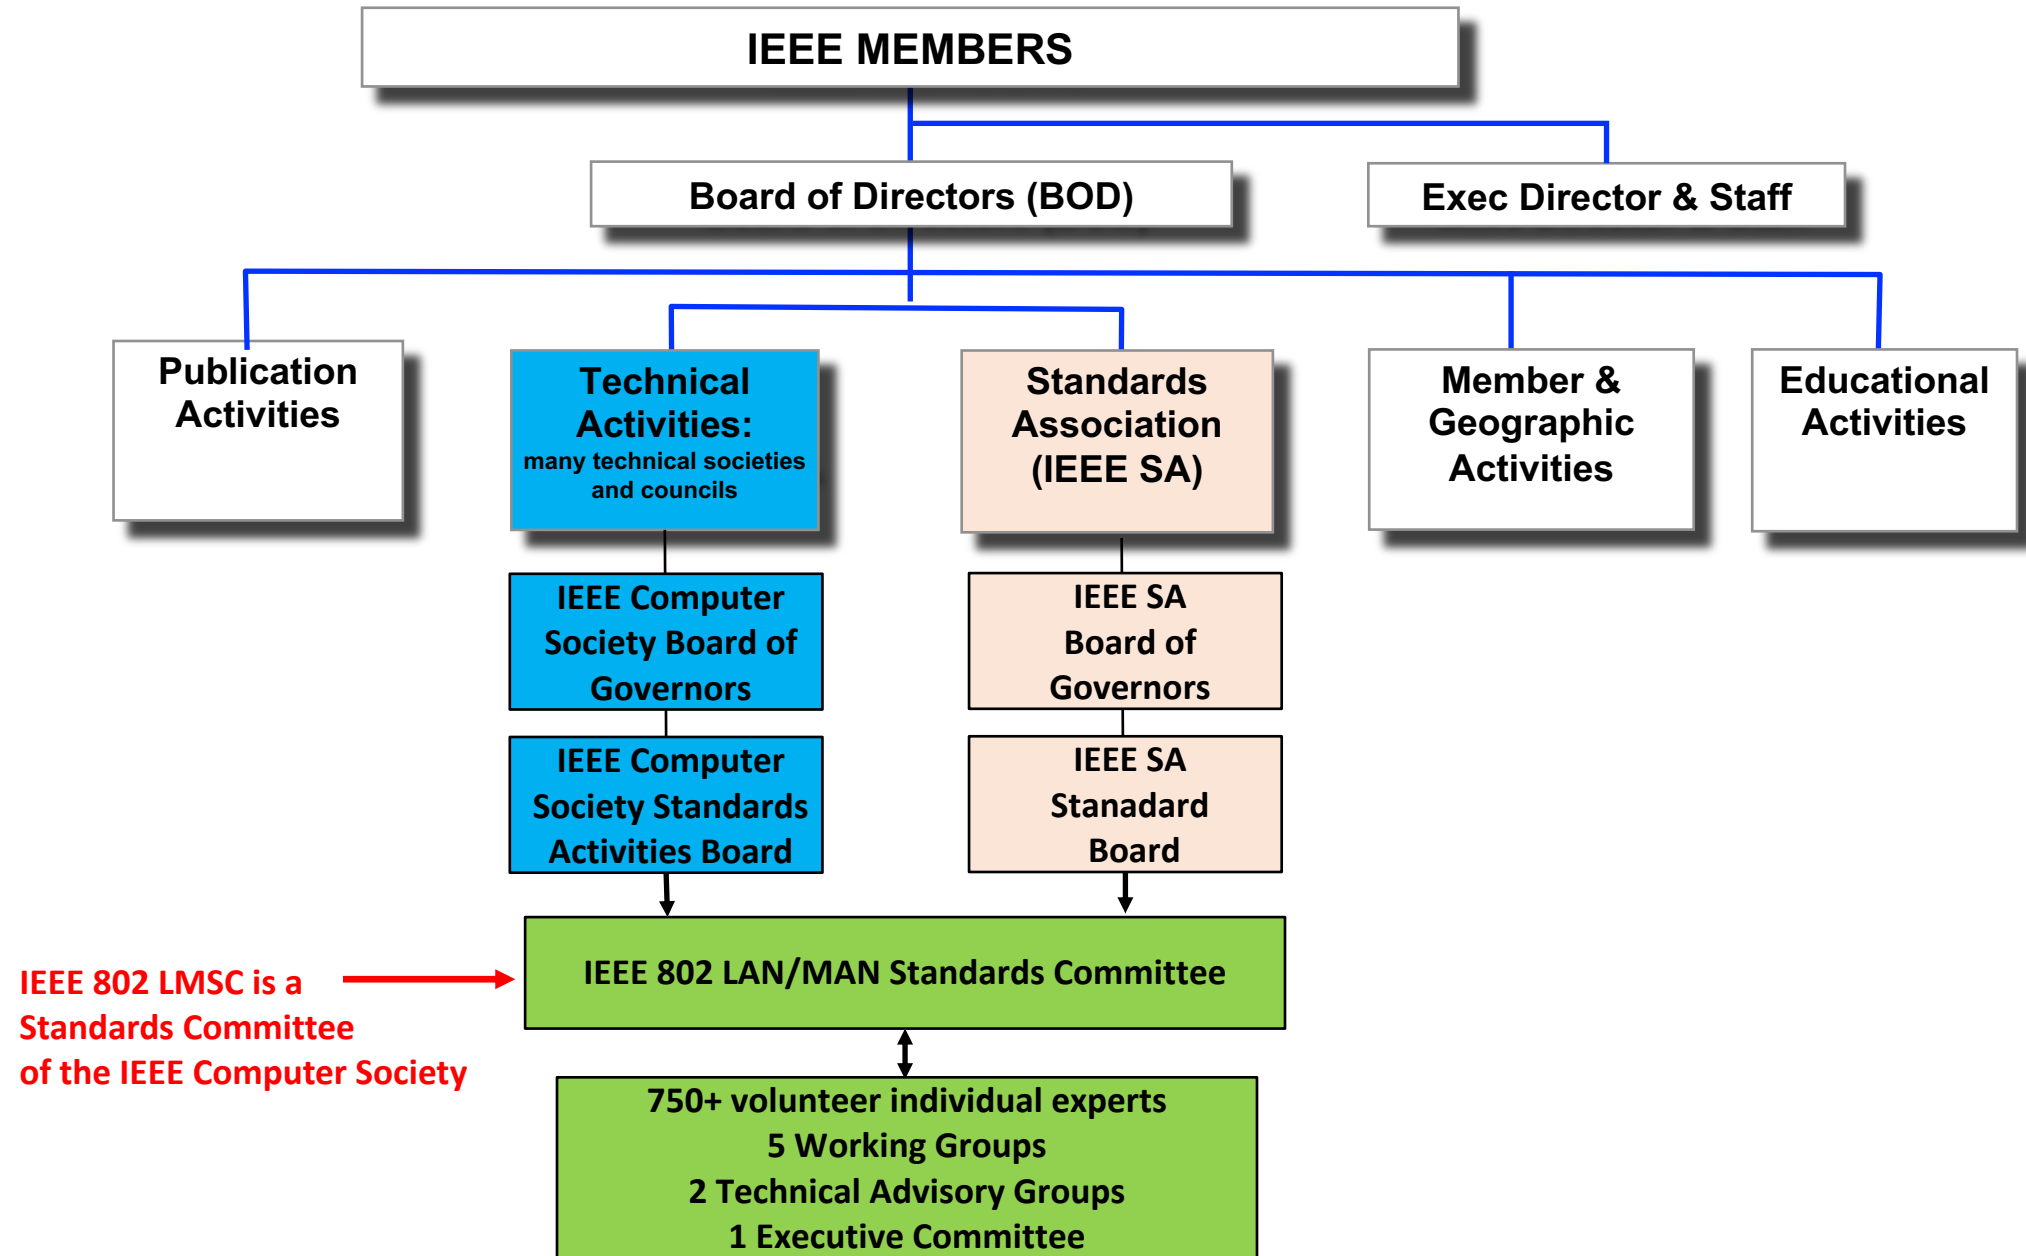 IEEE MEMBERS
Board of Directors (BOD)
Exec Director & Staff
Publication
Activities
Technical
Activities:
many technical societies
and councils
Standards
Association
(IEEE SA)
Member &
Geographic
Activities
Educational
Activities
IEEE Computer
Society Board of
Governors
IEEE SA
Board of
Governors
IEEE Computer
Society Standards
Activities Board
IEEE SA
Stanadard
Board
IEEE 802 LAN/MAN Standards Committee
IEEE 802 LMSC is a
Standards Committee
of the IEEE Computer Society
750+ volunteer individual experts
5 Working Groups
2 Technical Advisory Groups
1 Executive Committee